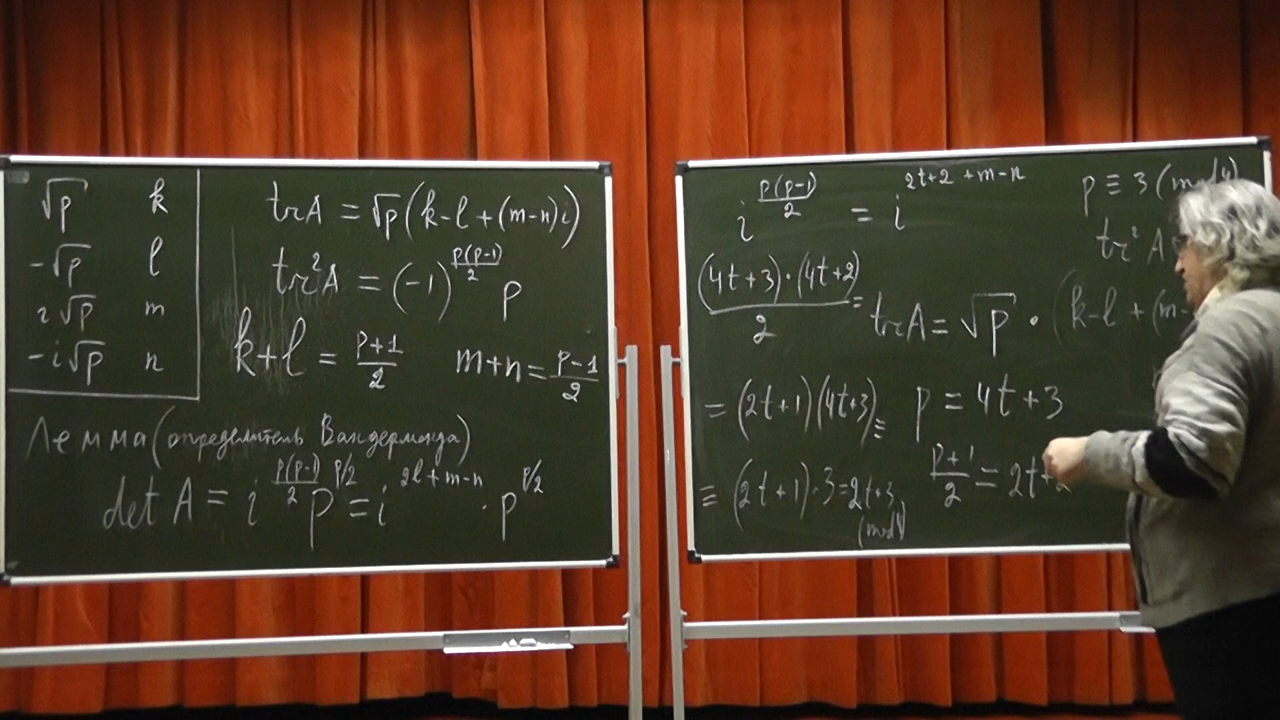 √p k
-√p l
i√p m
-i√p n
trA = √p(k-l+(m-n)i)
tr²A = (-1)^{p(p-1)/2} p
k+l = (p+1)/2 m+n = (p-1)/2
Лемма (определитель Вандермонда)
det A = i^{p(p-1)/2} p^{p/2} = i^{2l+m-n} · p^{p/2}
i^{p(p-1)/2} = i^{2t+2+m-n}
p ≡ 3 (mod 4)
tr²A
(4t+3)·(4t+2)/2 =
trA = √p · (k-l+(m-
= (2t+1)(4t+3) ≡
p = 4t+3
≡ (2t+1)·3 = 2t+3
(mod 4)
(p+1)/2 = 2t+2